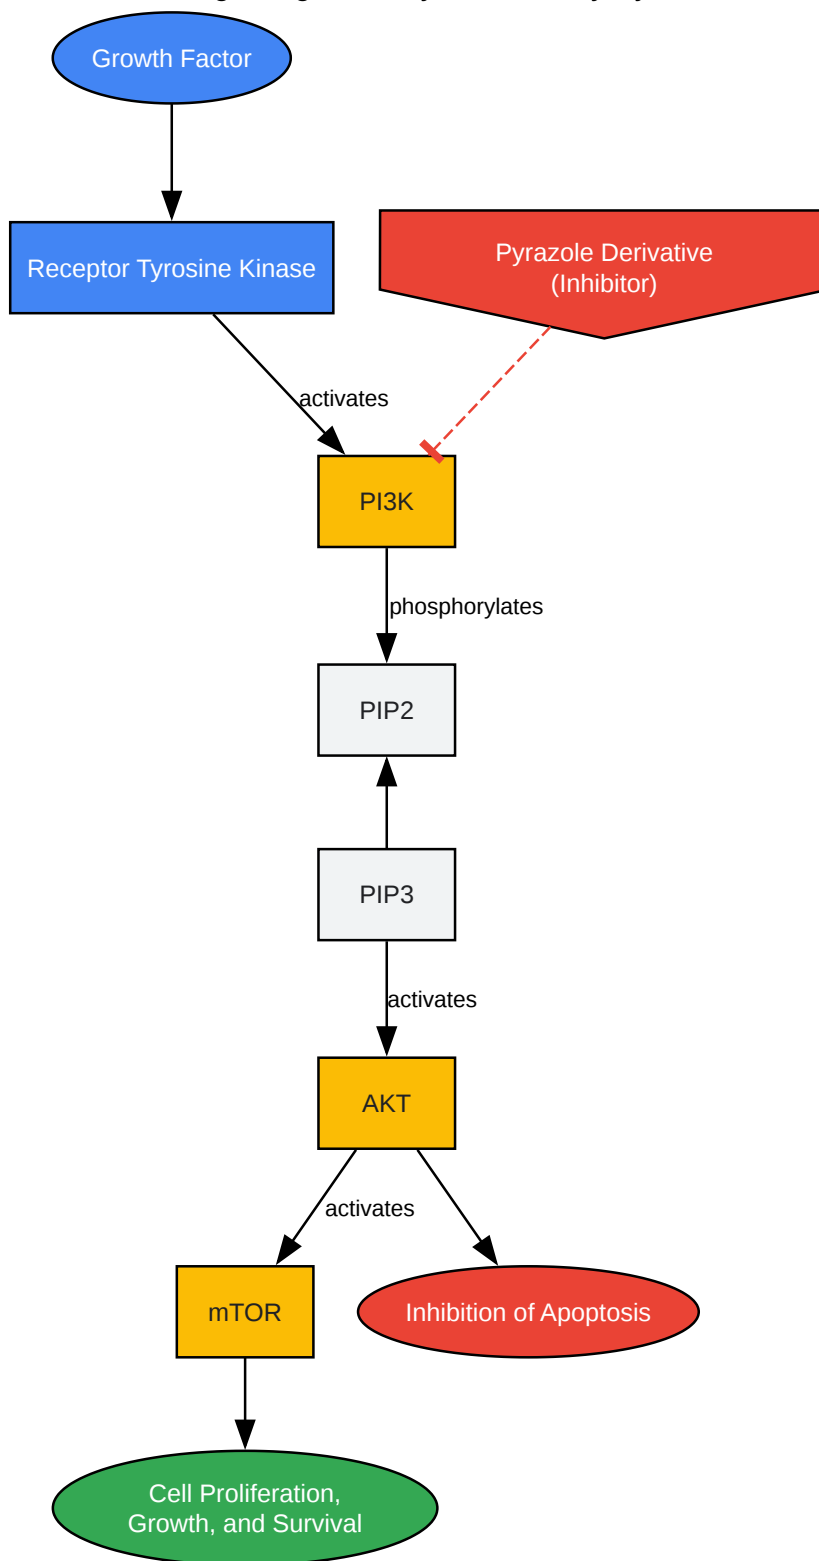 Growth Factor
Receptor Tyrosine Kinase
Pyrazole Derivative
(Inhibitor)
activates
PI3K
phosphorylates
PIP2
PIP3
activates
AKT
activates
mTOR
Inhibition of Apoptosis
Cell Proliferation,
Growth, and Survival